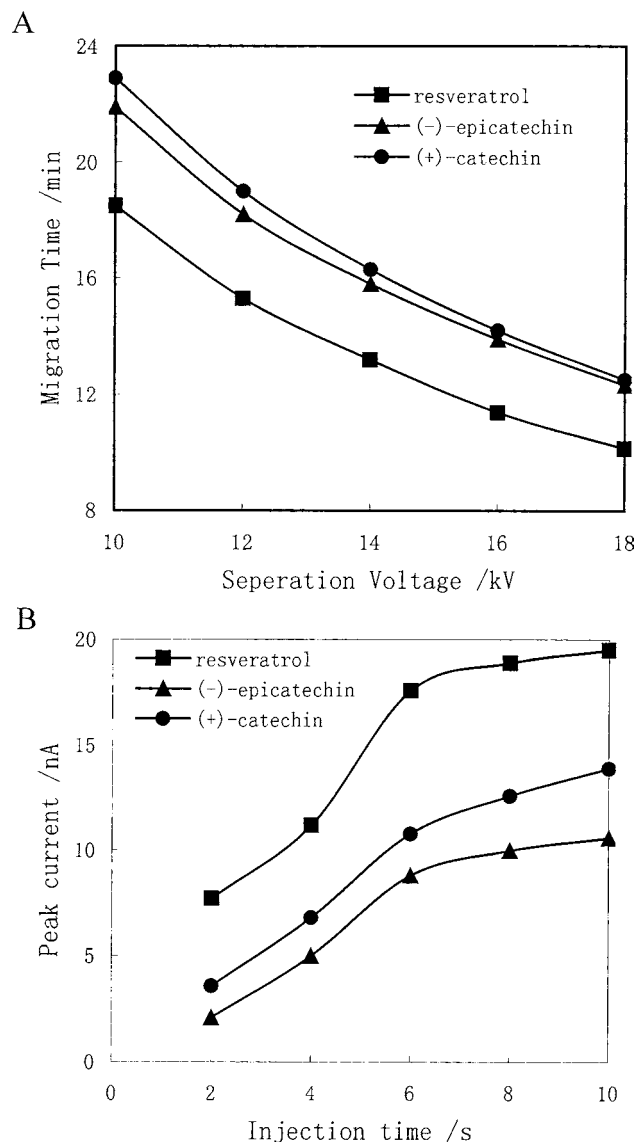 A
24
20
16
12
8
Migration Time /min
resveratrol
(-)-epicatechin
(+)-catechin
10 12 14 16 18
Seperation Voltage /kV
B
20
15
10
5
0
Peak current /nA
resveratrol
(-)-epicatechin
(+)-catechin
0 2 4 6 8 10
Injection time /s